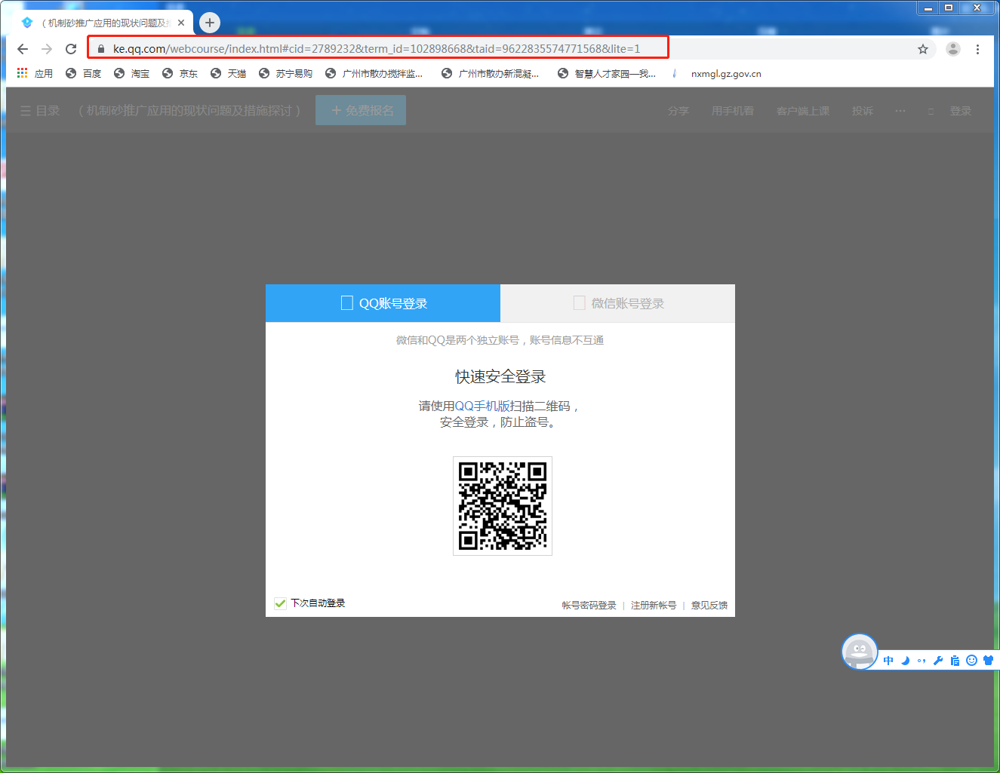 （机制砂推广应用的现状问题及
ke.qq.com/webcourse/index.html#cid=2789232&term_id=102898668&taid=9622835574771568&lite=1
应用 百度 淘宝 京东 天猫 苏宁易购 广州市散办搅拌监... 广州市散办新混凝... 智慧人才家园—我... nxmgl.gz.gov.cn
目录 （机制砂推广应用的现状问题及措施探讨） + 免费报名 分享 用手机看 客户端上课 投诉 ··· 登录
QQ账号登录 微信账号登录
微信和QQ是两个独立账号，账号信息不互通
快速安全登录
请使用QQ手机版扫描二维码，
安全登录，防止盗号。
下次自动登录
帐号密码登录 | 注册新帐号 | 意见反馈
中